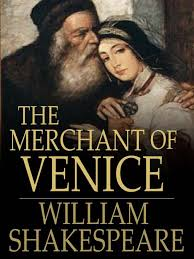 THE
MERCHANT OF
VENICE
WILLIAM
SHAKESPEARE